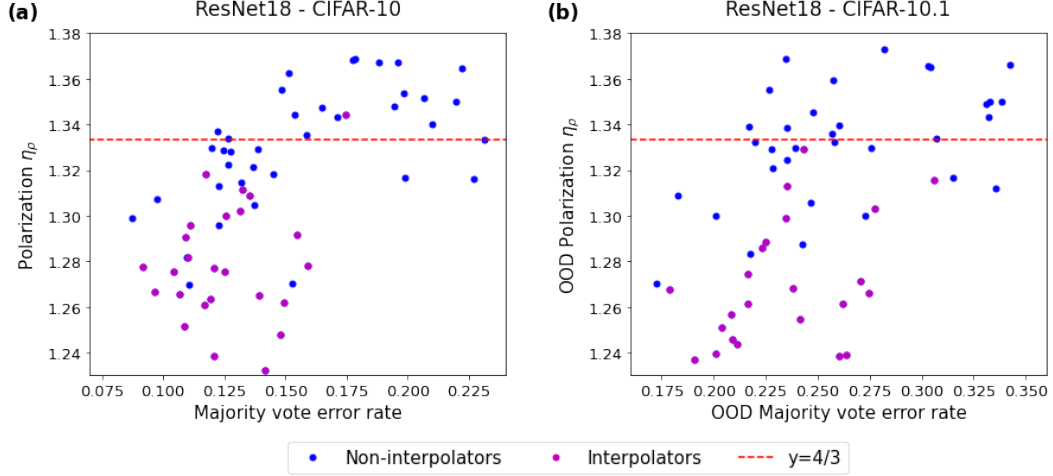 (a)
ResNet18 - CIFAR-10
1.38
1.36
1.34
1.32
1.30
1.28
1.26
1.24
Polarization ηρ
0.075 0.100 0.125 0.150 0.175 0.200 0.225
Majority vote error rate
(b)
ResNet18 - CIFAR-10.1
1.38
1.36
1.34
1.32
1.30
1.28
1.26
1.24
OOD Polarization ηρ
0.175 0.200 0.225 0.250 0.275 0.300 0.325 0.350
OOD Majority vote error rate
Non-interpolators Interpolators y=4/3